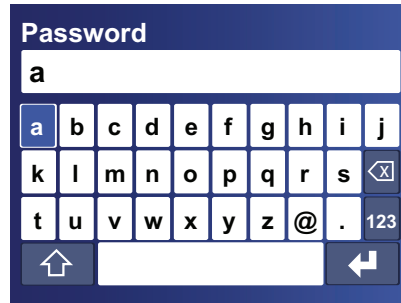 Password
a
a b c d e f g h i j
k l m n o p q r s
t u v w x y z @ . 123